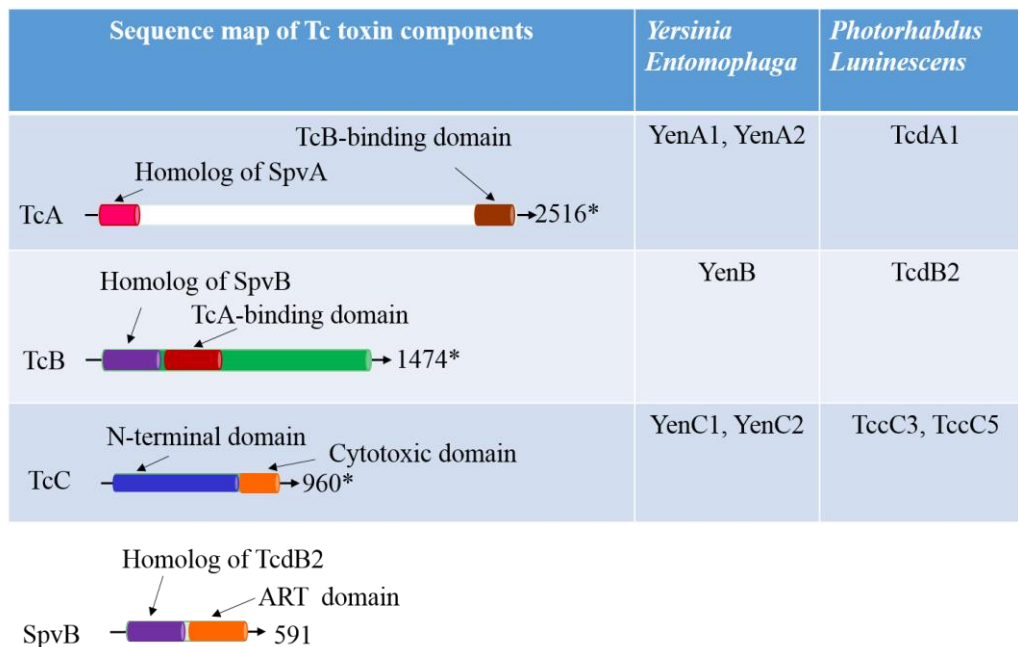 Sequence map of Tc toxin components
Yersinia
Entomophaga
Photorhabdus
Luninescens
TcB-binding domain
Homolog of SpvA
TcA
2516*
YenA1, YenA2
TcdA1
Homolog of SpvB
TcA-binding domain
TcB
1474*
YenB
TcdB2
N-terminal domain
Cytotoxic domain
TcC
960*
YenC1, YenC2
TccC3, TccC5
Homolog of TcdB2
ART domain
SpvB
591